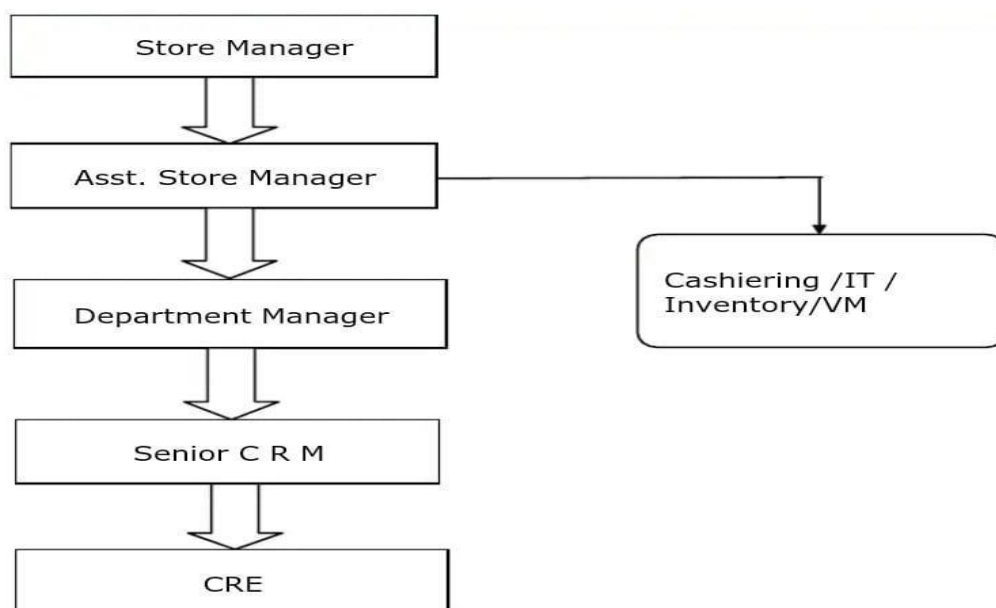 Store Manager
Asst. Store Manager
Department Manager
Cashiering /IT /
Inventory/VM
Senior C R M
CRE